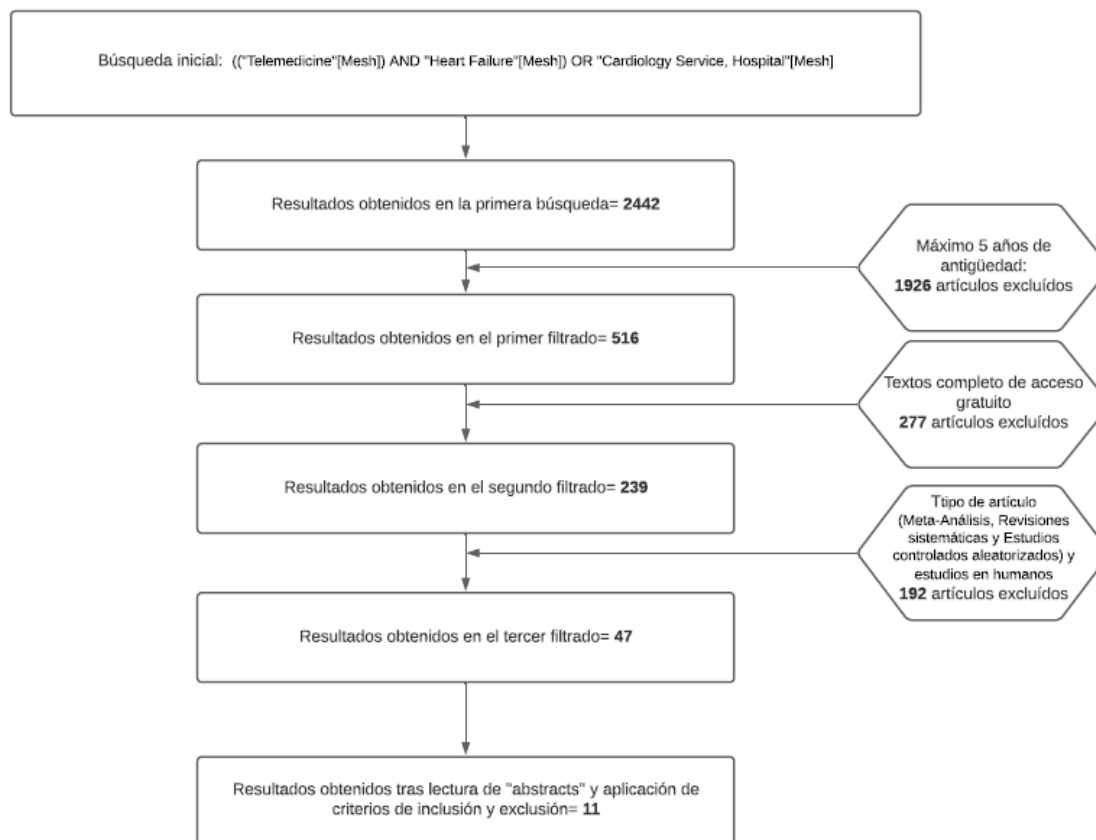 Búsqueda inicial: (("Telemedicine"[Mesh]) AND "Heart Failure"[Mesh]) OR "Cardiology Service, Hospital"[Mesh]
Resultados obtenidos en la primera búsqueda= 2442
Máximo 5 años de
antigüedad:
1926 artículos excluídos
Resultados obtenidos en el primer filtrado= 516
Textos completo de acceso
gratuito
277 artículos excluídos
Resultados obtenidos en el segundo filtrado= 239
Ttipo de artículo
(Meta-Análisis, Revisiones
sistemáticas y Estudios
controlados aleatorizados) y
estudios en humanos
192 artículos excluídos
Resultados obtenidos en el tercer filtrado= 47
Resultados obtenidos tras lectura de "abstracts" y aplicación de
criterios de inclusión y exclusión= 11